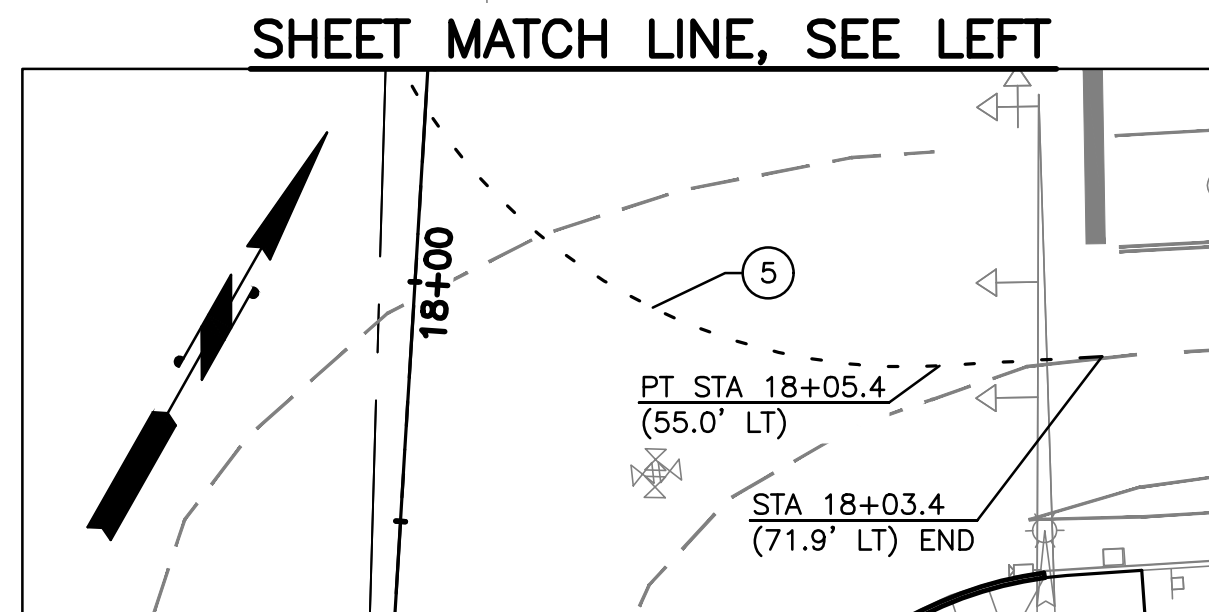 SHEET MATCH LINE, SEE LEFT
18+00
5
PT STA 18+05.4
(55.0' LT)
STA 18+03.4
(71.9' LT) END